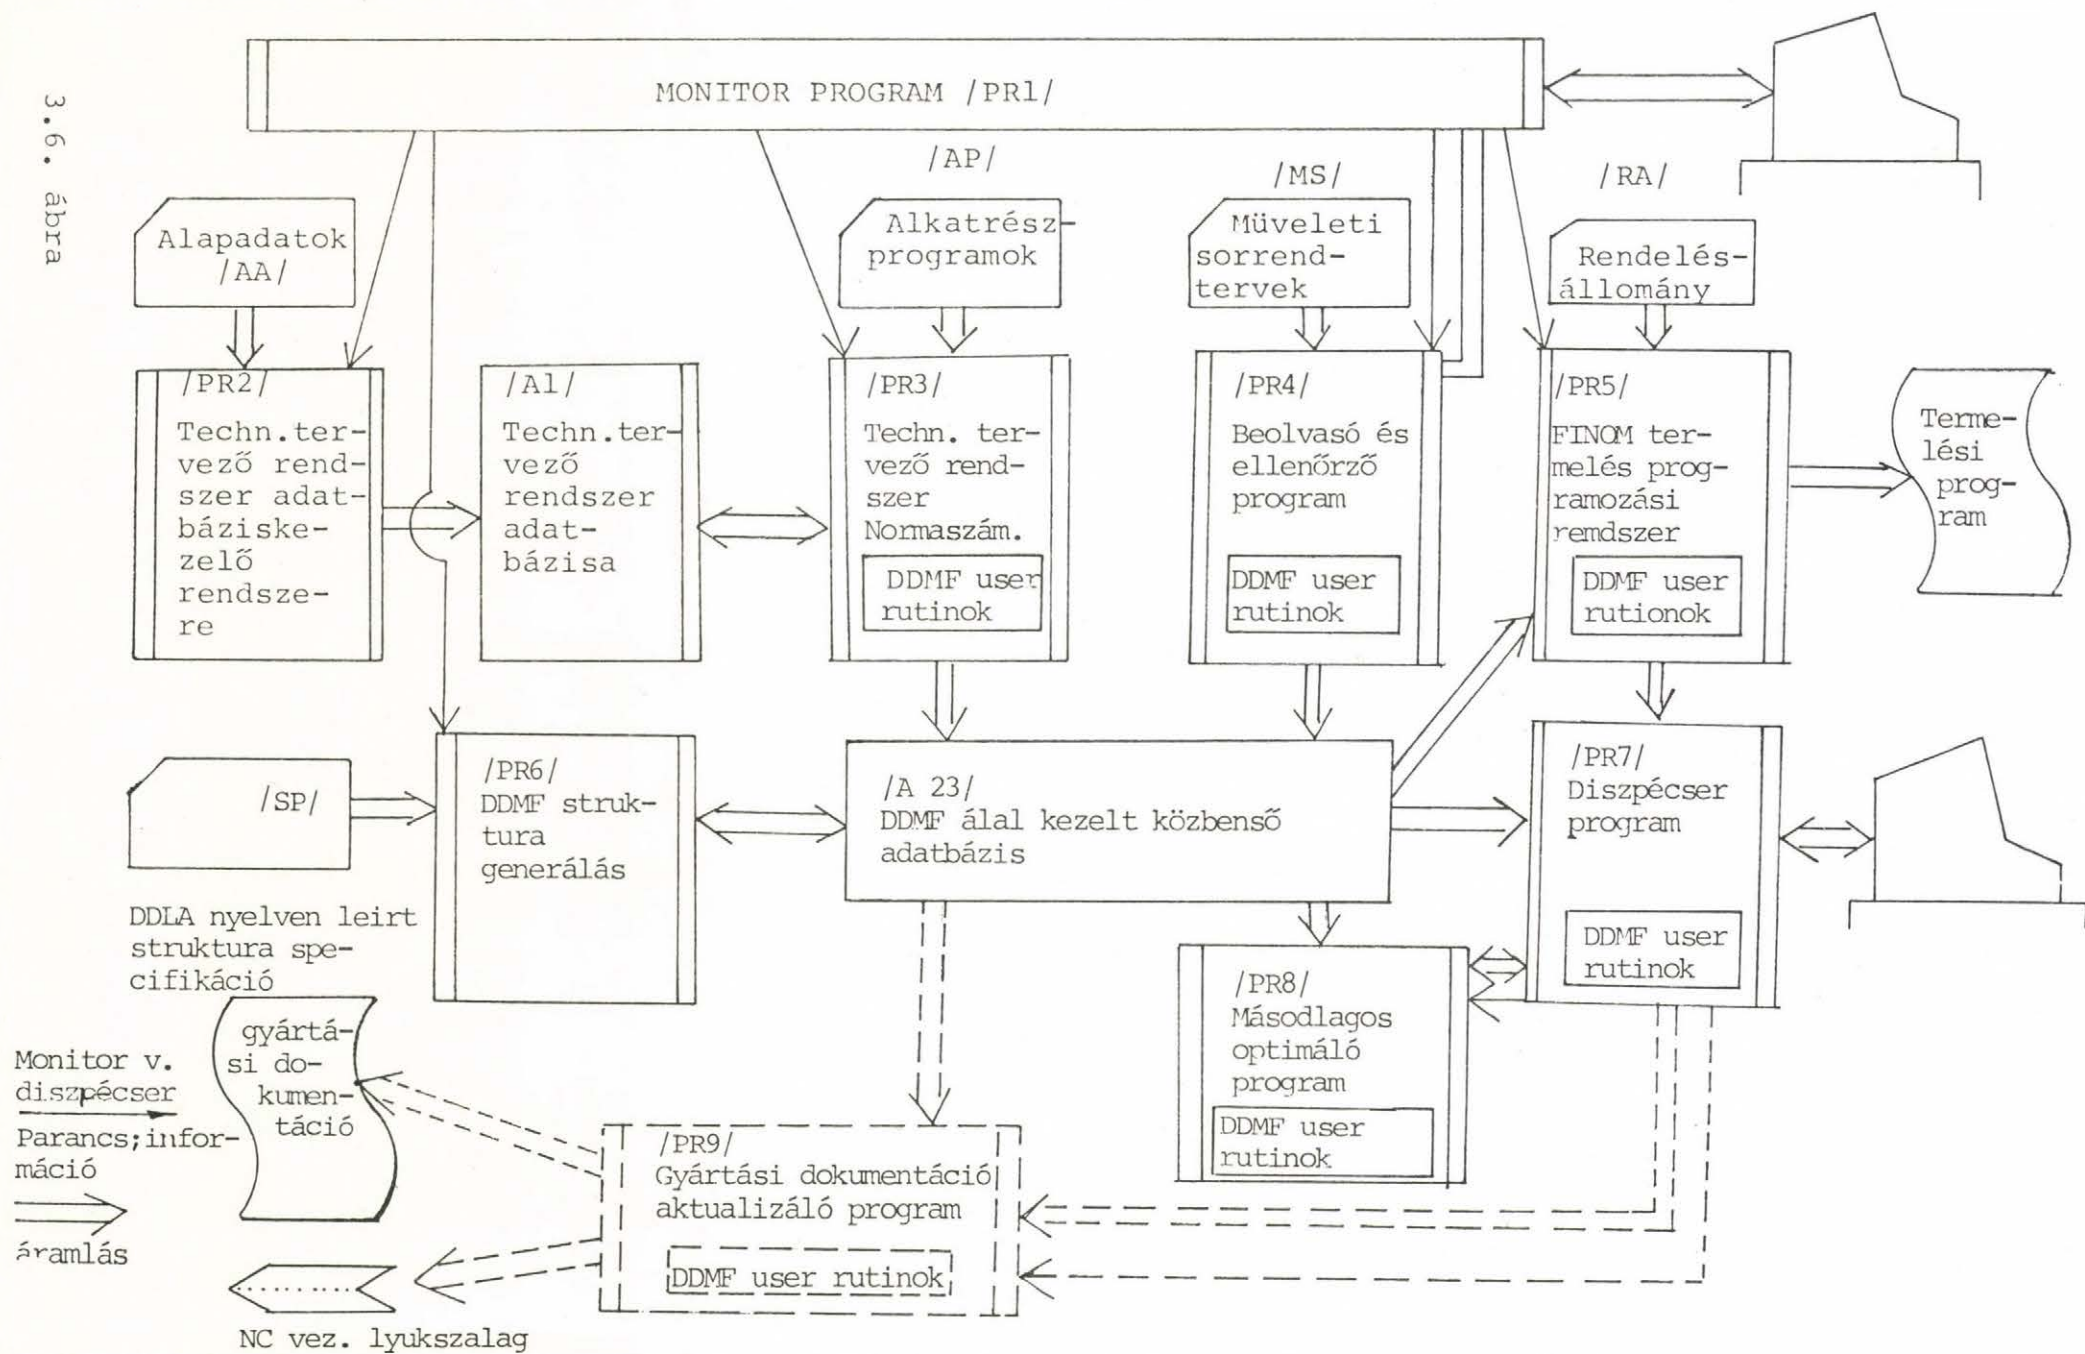 3.6. ábra
MONITOR PROGRAM /PR1/
/AP/
/MS/
/RA/
Alapadatok
/AA/
Alkatrész-
programok
Müveleti
sorrend-
tervek
Rendelés-
állomány
/PR2/
Techn.ter-
vező rend-
szer adat-
báziske-
zelő
rendsze-
re
/A1/
Techn.ter-
vező
rendszer
adat-
bázisa
/PR3/
Techn. ter-
vező rend-
szer
Normaszám.
DDMF user
rutinok
/PR4/
Beolvasó és
ellenőrző
program
DDMF user
rutinok
/PR5/
FINOM ter-
melés prog-
ramozási
remdszer
DDMF user
rutionok
Terme-
lési
prog-
ram
/SP/
DDLA nyelven leirt
struktura spe-
cifikáció
/PR6/
DDMF struk-
tura
generálás
/A 23/
DDMF álal kezelt közbenső
adatbázis
/PR7/
Diszpécser
program
DDMF user
rutinok
/PR8/
Másodlagos
optimáló
program
DDMF user
rutinok
gyártá-
si do-
kumen-
táció
Monitor v.
diszpécser
Parancs;infor-
máció
áramlás
/PR9/
Gyártási dokumentáció
aktualizáló program
DDMF user rutinok
NC vez. lyukszalag